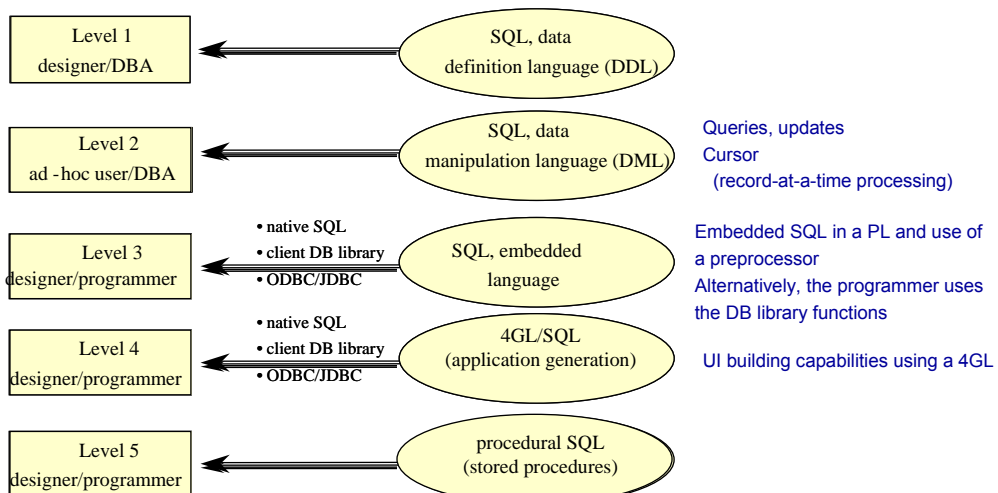 Level 1
designer/DBA
SQL, data
definition language (DDL)
Level 2
ad -hoc user/DBA
SQL, data
manipulation language (DML)
Queries, updates
Cursor
(record-at-a-time processing)
Level 3
designer/programmer
• native SQL
• client DB library
• ODBC/JDBC
SQL, embedded
language
Embedded SQL in a PL and use of
a preprocessor
Alternatively, the programmer uses
the DB library functions
Level 4
designer/programmer
• native SQL
• client DB library
• ODBC/JDBC
4GL/SQL
(application generation)
UI building capabilities using a 4GL
Level 5
designer/programmer
procedural SQL
(stored procedures)